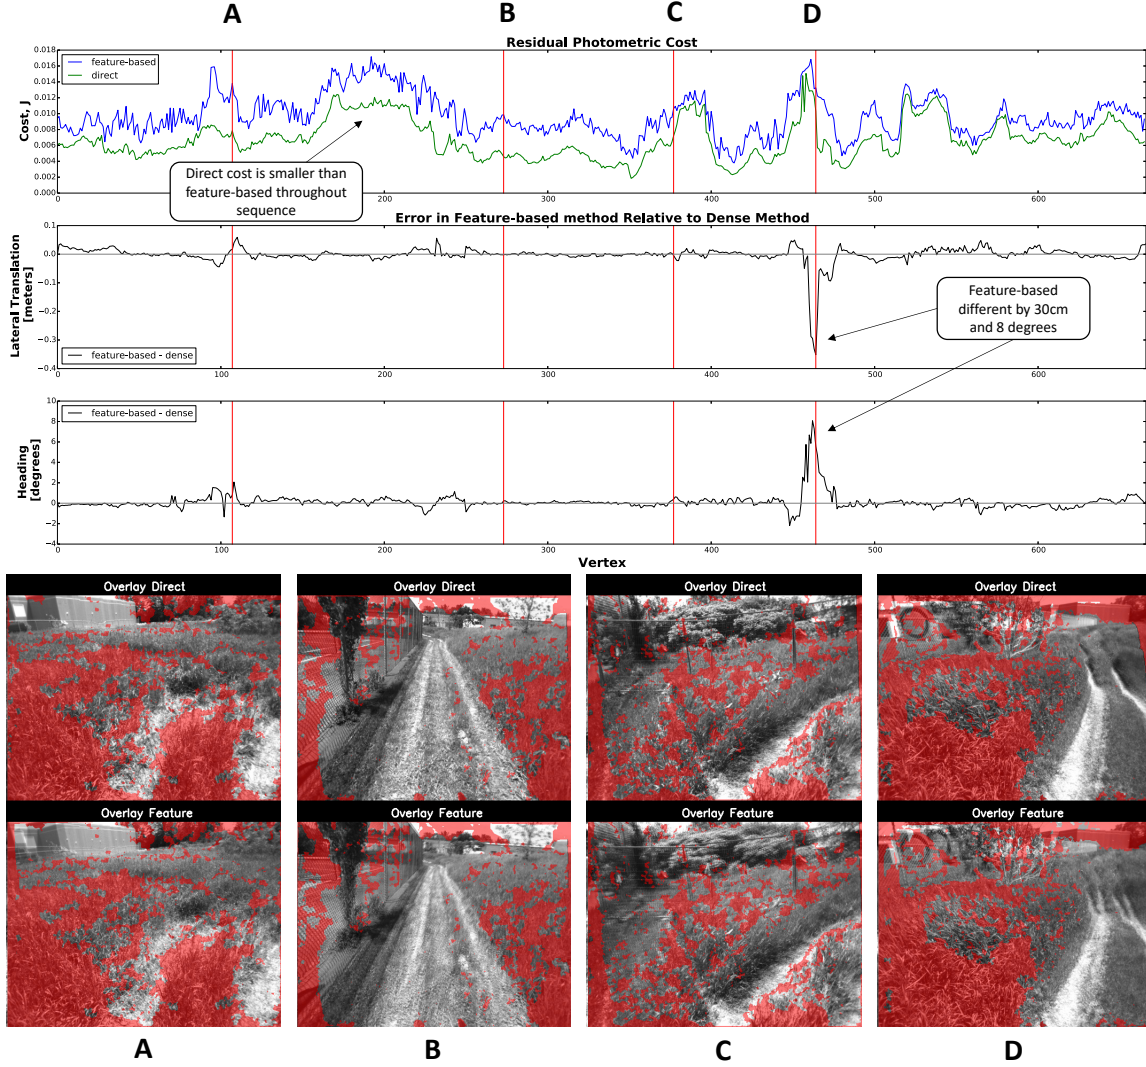 A B C D
Residual Photometric Cost
feature-based
direct
Cost, J
0.018
0.016
0.014
0.012
0.010
0.008
0.006
0.004
0.002
0.000
0 100 200 300 400 500 600
Direct cost is smaller than
feature-based throughout
sequence
Error in Feature-based method Relative to Dense Method
Lateral Translation
[meters]
0.1
0.0
−0.1
−0.2
−0.3
−0.4
feature-based - dense
0 100 200 300 400 500 600
Feature-based
different by 30cm
and 8 degrees
feature-based - dense
Heading
[degrees]
10
8
6
4
2
0
−2
−4
0 100 200 300 400 500 600
Vertex
Overlay Direct Overlay Direct Overlay Direct Overlay Direct
Overlay Feature Overlay Feature Overlay Feature Overlay Feature
A B C D